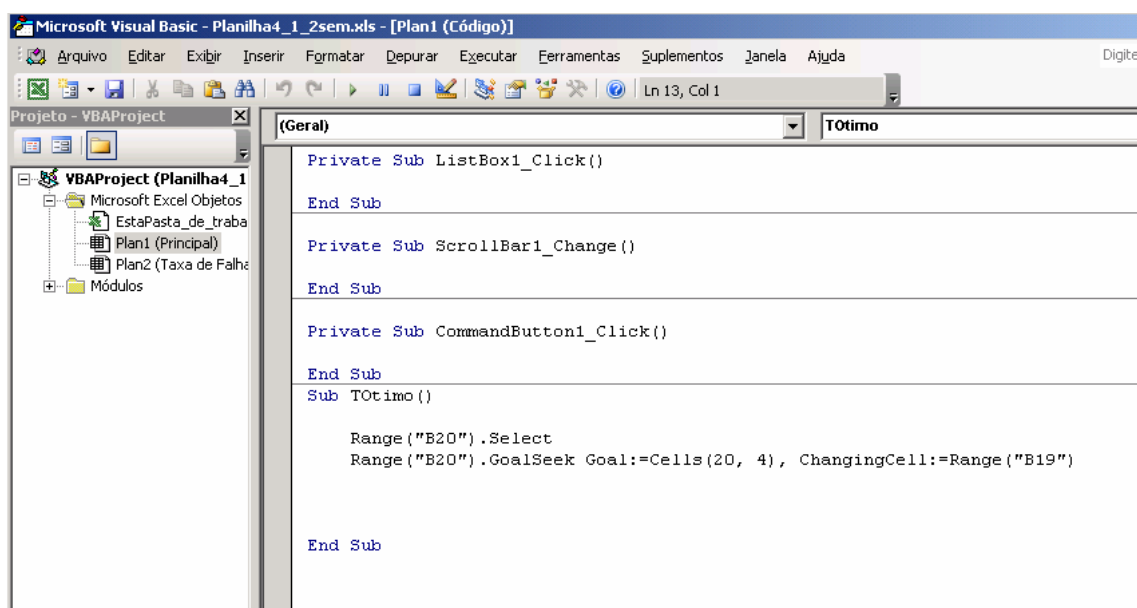 Microsoft Visual Basic - Planilha4_1_2sem.xls - [Plan1 (Código)]
Arquivo Editar Exibir Inserir Formatar Depurar Executar Ferramentas Suplementos Janela Ajuda Digite
Ln 13, Col 1
Projeto - VBAProject
(Geral) TOtimo
VBAProject (Planilha4_1
Microsoft Excel Objetos
EstaPasta_de_traba
Plan1 (Principal)
Plan2 (Taxa de Falha
Módulos
Private Sub ListBox1_Click()
End Sub
Private Sub ScrollBar1_Change()
End Sub
Private Sub CommandButton1_Click()
End Sub
Sub TOtimo()
Range("B20").Select
Range("B20").GoalSeek Goal:=Cells(20, 4), ChangingCell:=Range("B19")
End Sub